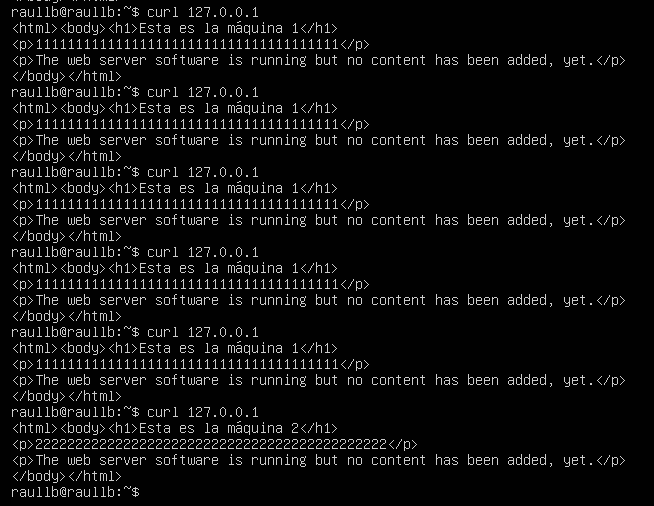 raullb@raullb:~$ curl 127.0.0.1
<html><body><h1>Esta es la máquina 1</h1>
<p>11111111111111111111111111111111111111</p>
<p>The web server software is running but no content has been added, yet.</p>
</body></html>
raullb@raullb:~$ curl 127.0.0.1
<html><body><h1>Esta es la máquina 1</h1>
<p>11111111111111111111111111111111111111</p>
<p>The web server software is running but no content has been added, yet.</p>
</body></html>
raullb@raullb:~$ curl 127.0.0.1
<html><body><h1>Esta es la máquina 1</h1>
<p>11111111111111111111111111111111111111</p>
<p>The web server software is running but no content has been added, yet.</p>
</body></html>
raullb@raullb:~$ curl 127.0.0.1
<html><body><h1>Esta es la máquina 1</h1>
<p>11111111111111111111111111111111111111</p>
<p>The web server software is running but no content has been added, yet.</p>
</body></html>
raullb@raullb:~$ curl 127.0.0.1
<html><body><h1>Esta es la máquina 1</h1>
<p>11111111111111111111111111111111111111</p>
<p>The web server software is running but no content has been added, yet.</p>
</body></html>
raullb@raullb:~$ curl 127.0.0.1
<html><body><h1>Esta es la máquina 2</h1>
<p>22222222222222222222222222222222222222222222</p>
<p>The web server software is running but no content has been added, yet.</p>
</body></html>
raullb@raullb:~$